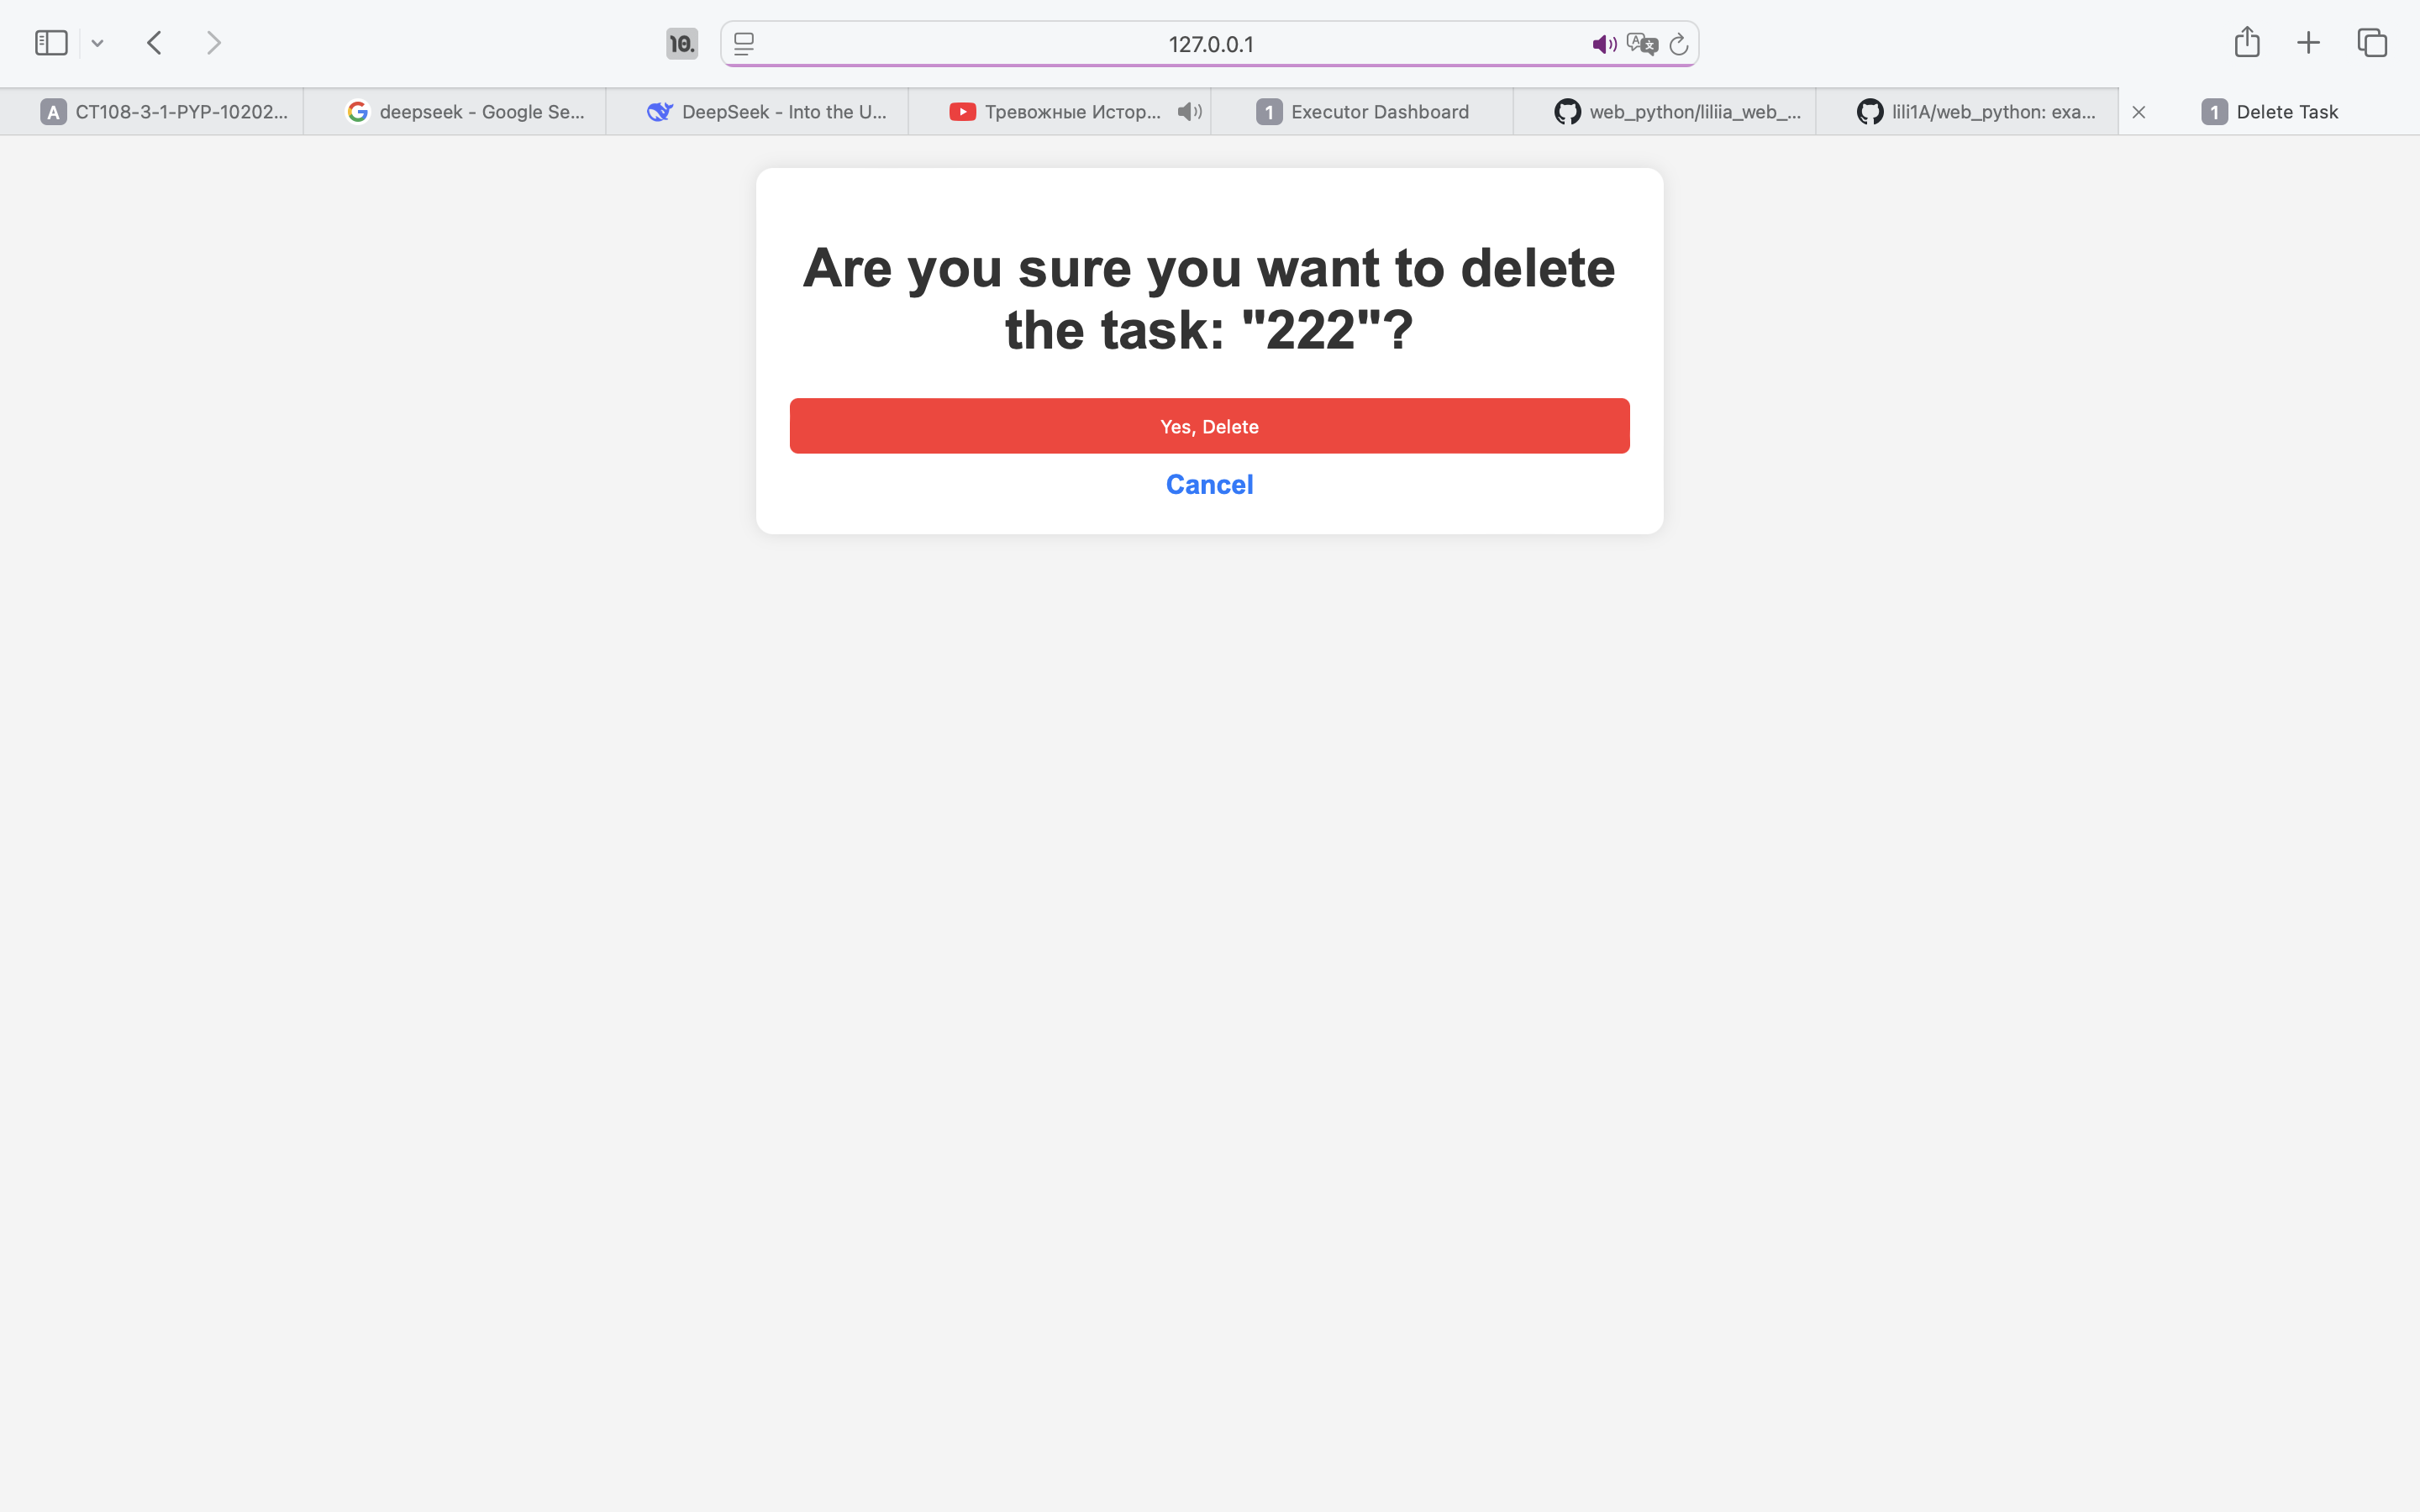 10.
127.0.0.1
A CT108-3-1-PYP-10202...
deepseek - Google Se...
DeepSeek - Into the U...
Тревожные Истор...
1 Executor Dashboard
web_python/liliia_web_...
lili1A/web_python: exa...
1 Delete Task
Are you sure you want to delete
the task: "222"?
Yes, Delete
Cancel